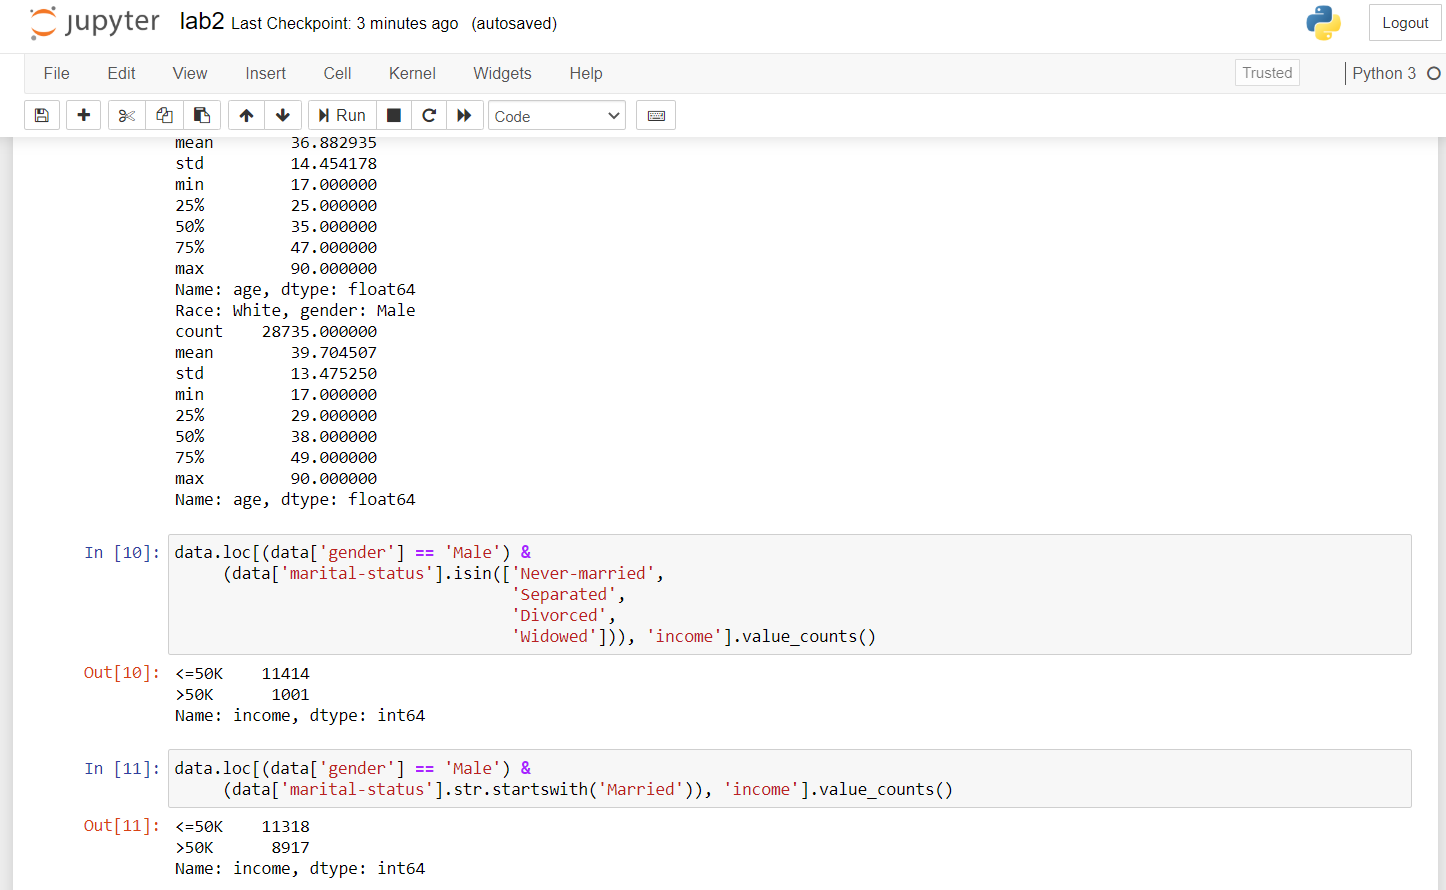 jupyter lab2 Last Checkpoint: 3 minutes ago (autosaved) Logout
File Edit View Insert Cell Kernel Widgets Help Trusted Python 3
Run Code
mean 36.882935
std 14.454178
min 17.000000
25% 25.000000
50% 35.000000
75% 47.000000
max 90.000000
Name: age, dtype: float64
Race: White, gender: Male
count 28735.000000
mean 39.704507
std 13.475250
min 17.000000
25% 29.000000
50% 38.000000
75% 49.000000
max 90.000000
Name: age, dtype: float64
In [10]: data.loc[(data['gender'] == 'Male') &
(data['marital-status'].isin(['Never-married',
'Separated',
'Divorced',
'Widowed'])), 'income'].value_counts()
Out[10]: <=50K 11414
>50K 1001
Name: income, dtype: int64
In [11]: data.loc[(data['gender'] == 'Male') &
(data['marital-status'].str.startswith('Married')), 'income'].value_counts()
Out[11]: <=50K 11318
>50K 8917
Name: income, dtype: int64